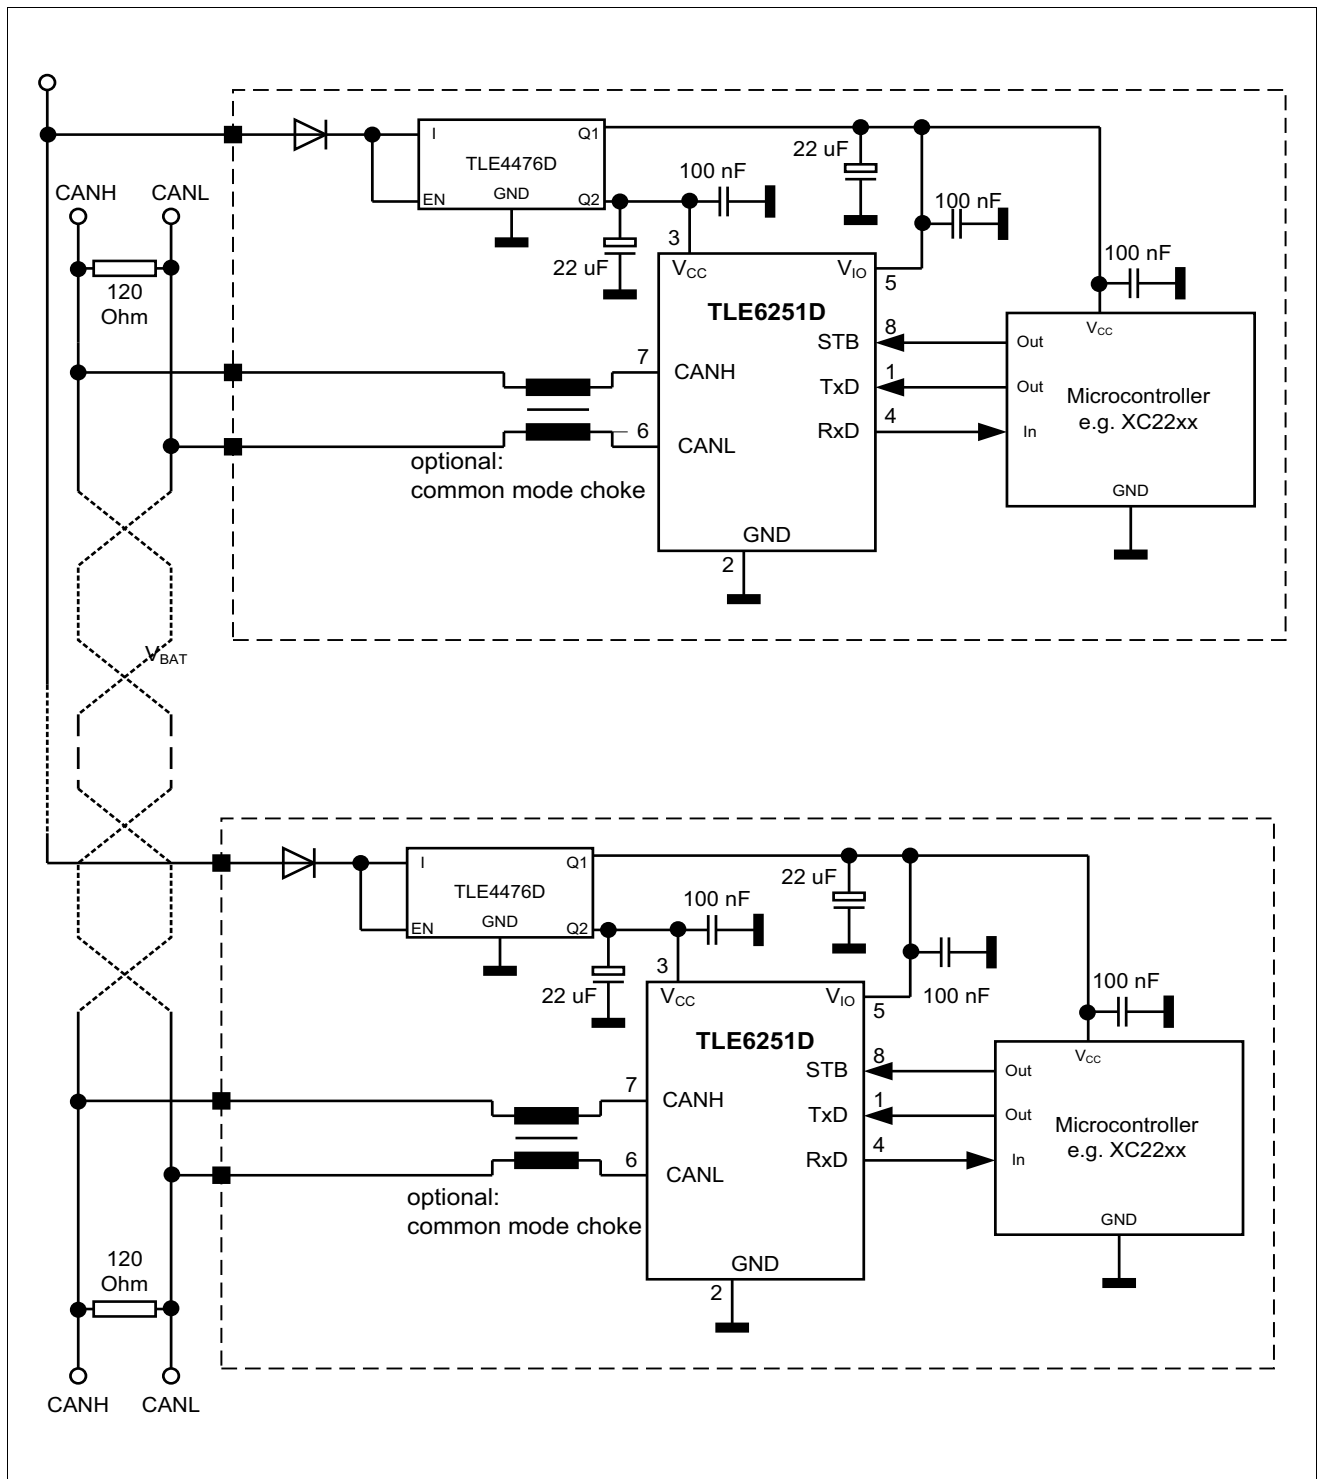 I
Q1
TLE4476D
EN
GND
Q2
22 uF
100 nF
100 nF
CANH
CANL
120
Ohm
22 uF
3
VCC
VIO
5
100 nF
TLE6251D
VCC
STB
8
Out
7
CANH
TxD
1
Out
Microcontroller
e.g. XC22xx
6
CANL
RxD
4
In
optional:
common mode choke
GND
GND
2
VBAT
I
Q1
TLE4476D
EN
GND
Q2
22 uF
100 nF
22 uF
3
VCC
VIO
5
100 nF
100 nF
TLE6251D
VCC
STB
8
Out
7
CANH
TxD
1
Out
Microcontroller
e.g. XC22xx
6
CANL
RxD
4
In
optional:
common mode choke
GND
GND
2
120
Ohm
CANH
CANL